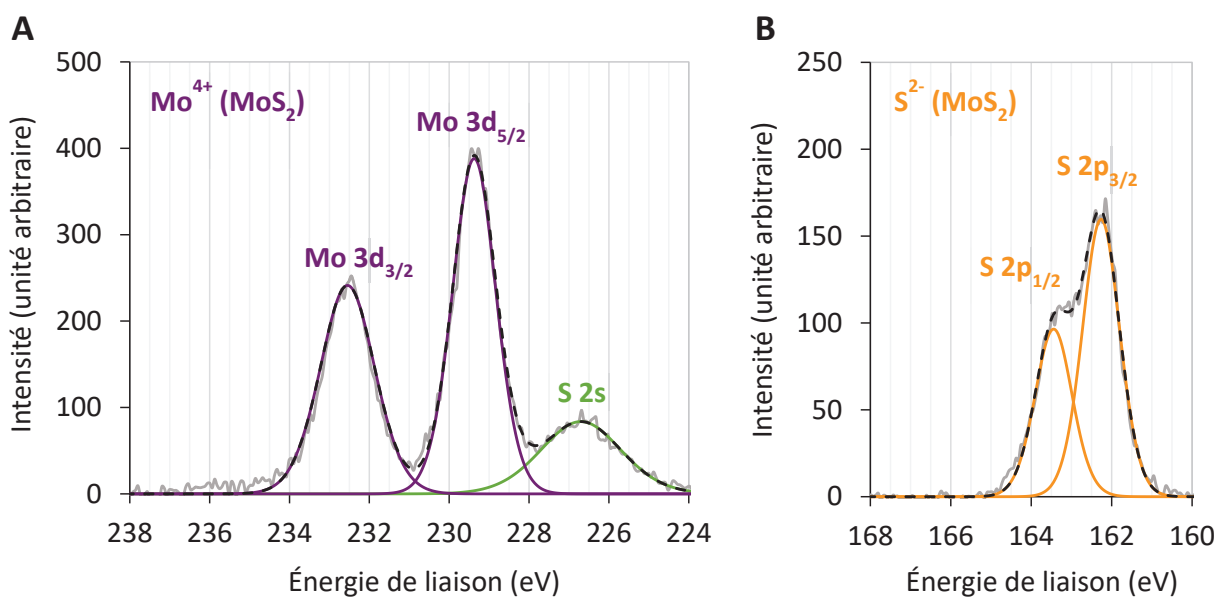 A
Mo⁴⁺ (MoS₂)
Mo 3d₅/₂
Mo 3d₃/₂
S 2s
500
400
300
200
100
0
238 236 234 232 230 228 226 224
Intensité (unité arbitraire)
Énergie de liaison (eV)
B
S²⁻ (MoS₂)
S 2p₃/₂
S 2p₁/₂
250
200
150
100
50
0
168 166 164 162 160
Intensité (unité arbitraire)
Énergie de liaison (eV)